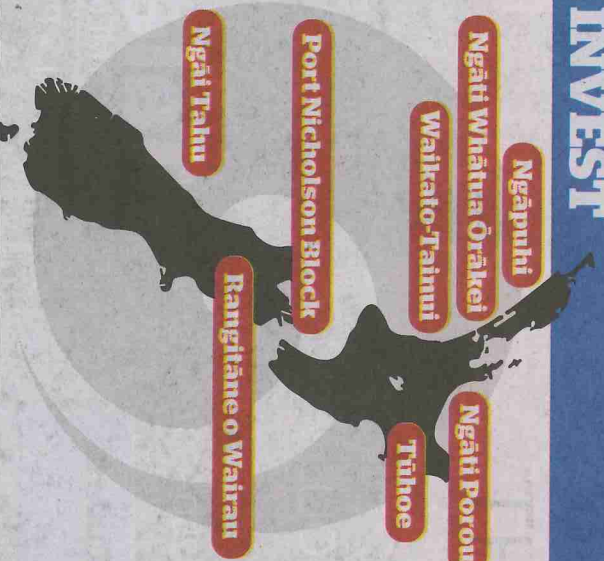 INVEST
Ngāpuhi
Ngāti Whātua Ōrākei
Waikato-Tainui
Ngāti Porou
Tūhoe
Port Nicholson Block
Rangitāne o Wairau
Ngāi Tahu